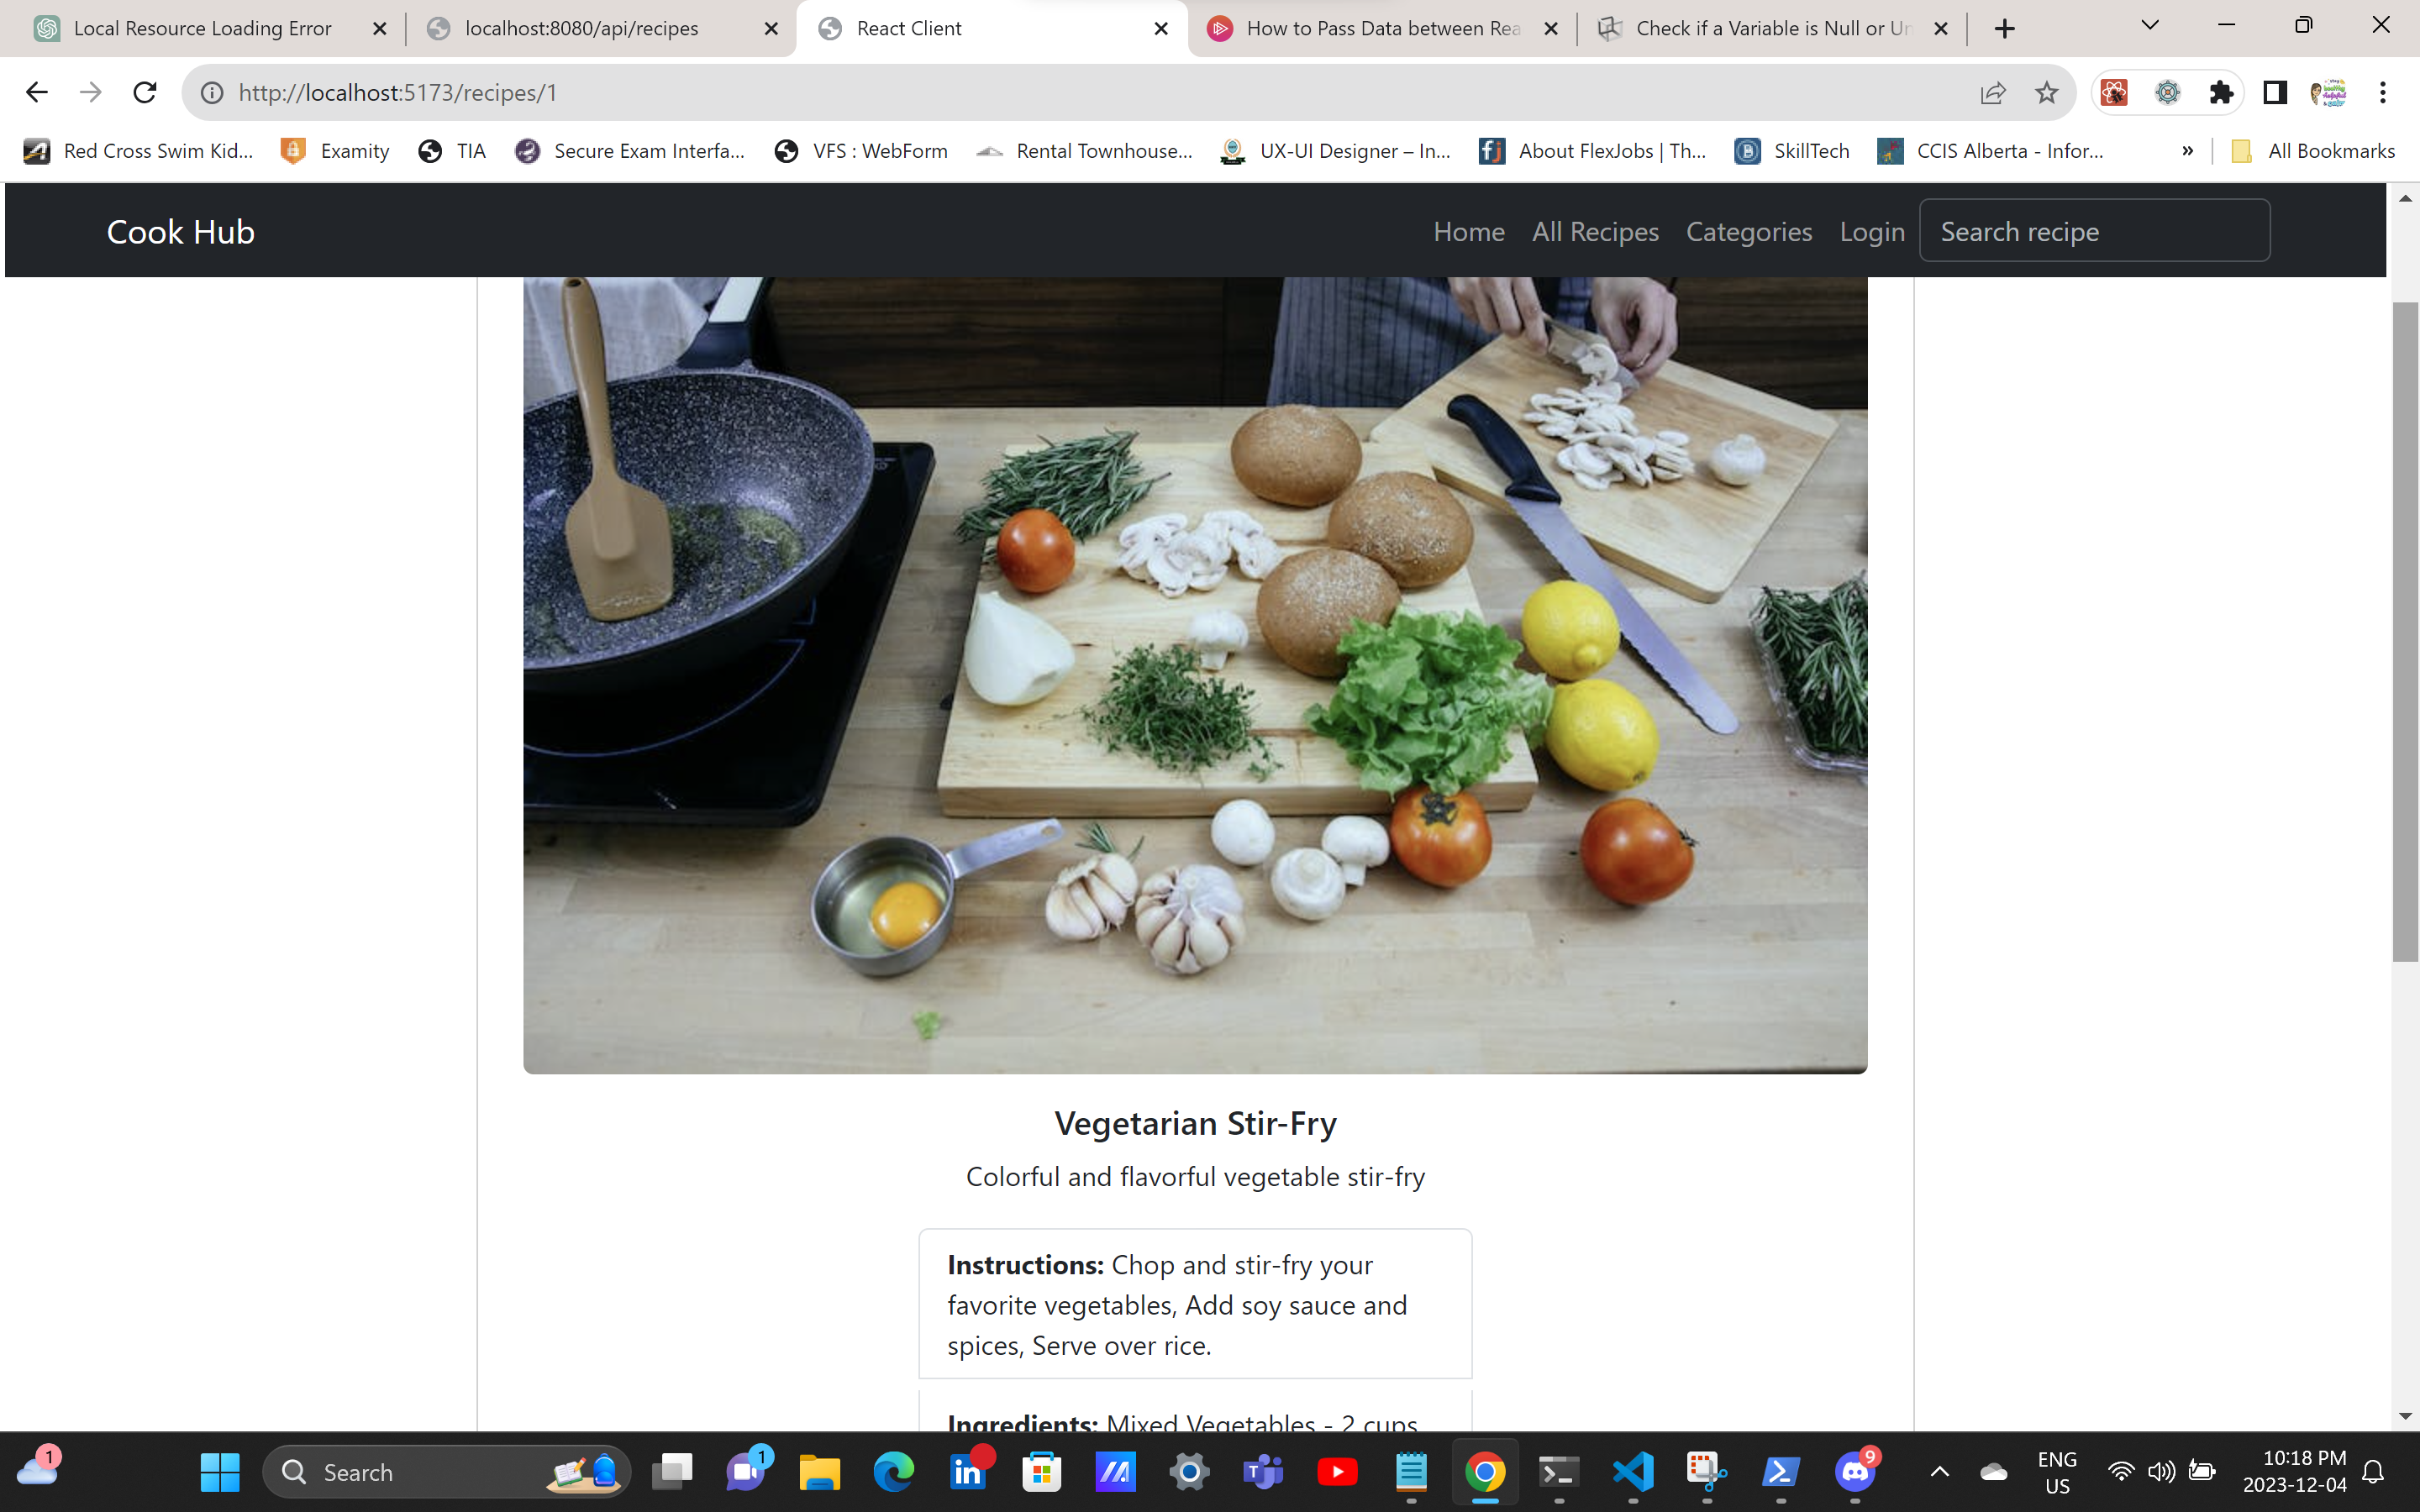 Local Resource Loading Error
localhost:8080/api/recipes
React Client
How to Pass Data between Rea
Check if a Variable is Null or Un
http://localhost:5173/recipes/1
Red Cross Swim Kid...
Examity
TIA
Secure Exam Interfa...
VFS : WebForm
Rental Townhouse...
UX-UI Designer – In...
About FlexJobs | Th...
SkillTech
CCIS Alberta - Infor...
»
All Bookmarks
Cook Hub
Home
All Recipes
Categories
Login
Search recipe
Vegetarian Stir-Fry
Colorful and flavorful vegetable stir-fry
Instructions: Chop and stir-fry your
favorite vegetables, Add soy sauce and
spices, Serve over rice.
Ingredients: Mixed Vegetables - 2 cups
1
Search
1
9
ENG
US
10:18 PM
2023-12-04